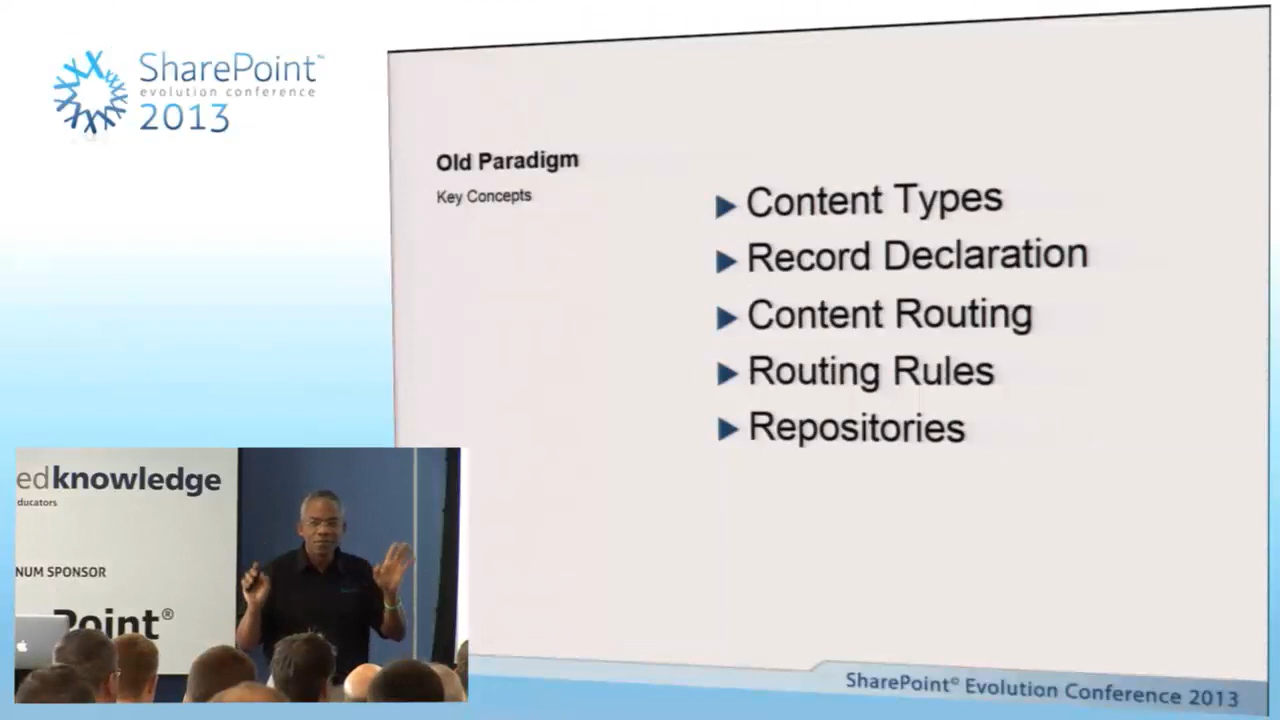 SharePoint™
evolution conference
2013
Old Paradigm
Key Concepts
Content Types
Record Declaration
Content Routing
Routing Rules
Repositories
edknowledge
ducators
NUM SPONSOR
Point®
SharePoint® Evolution Conference 2013